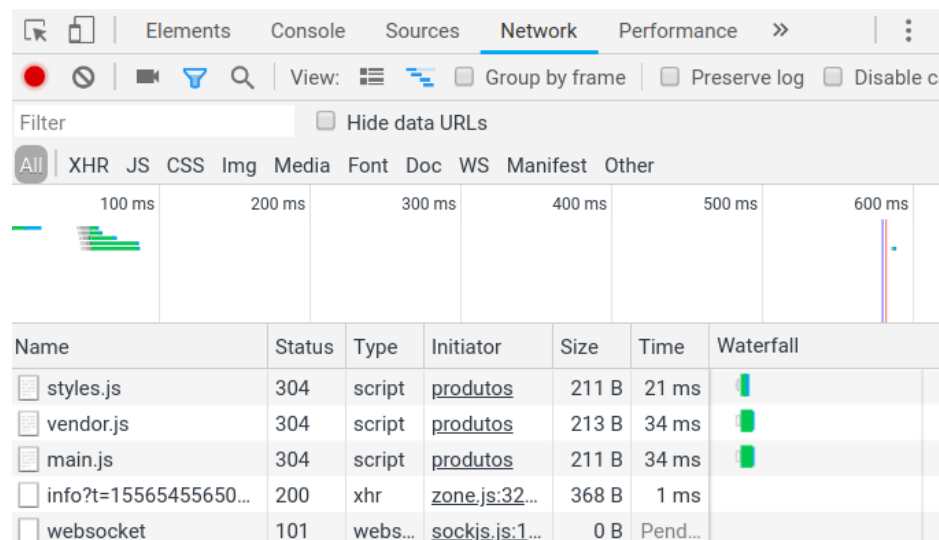 Elements Console Sources Network Performance »
View: Group by frame Preserve log Disable c
Filter Hide data URLs
All XHR JS CSS Img Media Font Doc WS Manifest Other
100 ms 200 ms 300 ms 400 ms 500 ms 600 ms
Name Status Type Initiator Size Time Waterfall
styles.js 304 script produtos 211 B 21 ms
vendor.js 304 script produtos 213 B 34 ms
main.js 304 script produtos 211 B 34 ms
info?t=15565455650... 200 xhr zone.js:32... 368 B 1 ms
websocket 101 webs... sockjs.js:1... 0 B Pend...